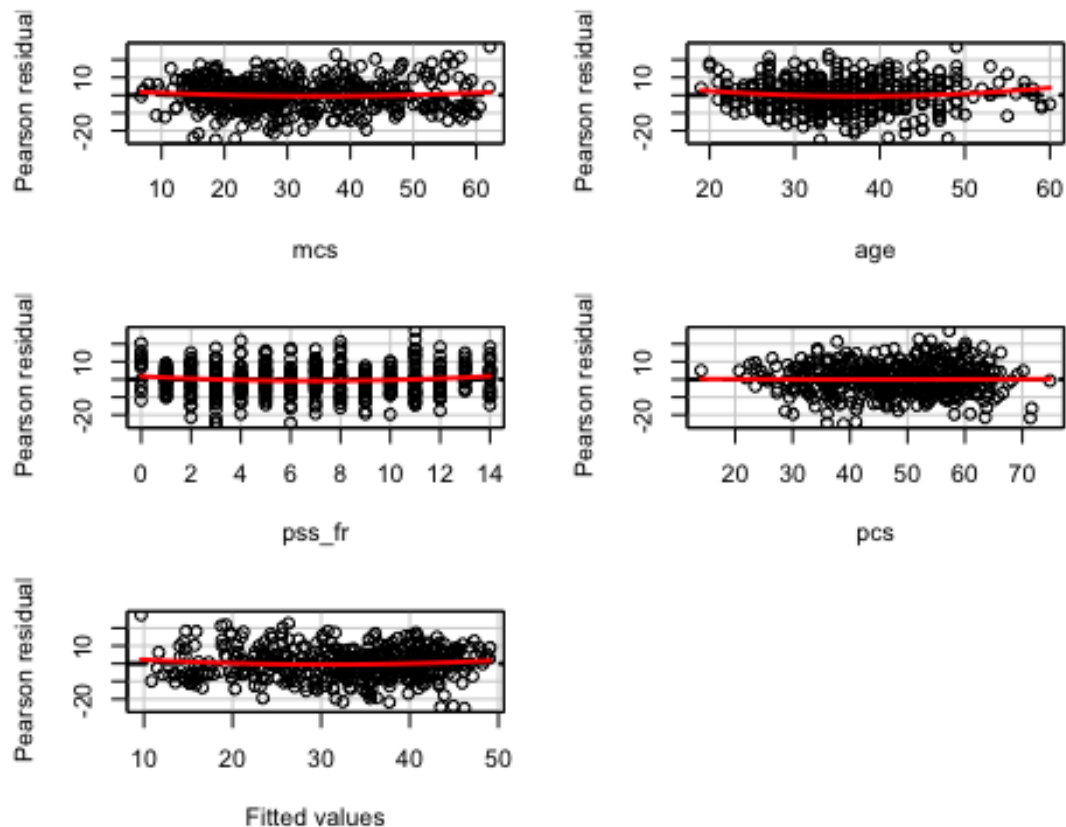 Pearson residual
10
-20
10 20 30 40 50 60
mcs
Pearson residual
10
-20
20 30 40 50 60
age
Pearson residual
10
-20
0 2 4 6 8 10 12 14
pss_fr
Pearson residual
10
-20
20 30 40 50 60 70
pcs
Pearson residual
10
-20
10 20 30 40 50
Fitted values